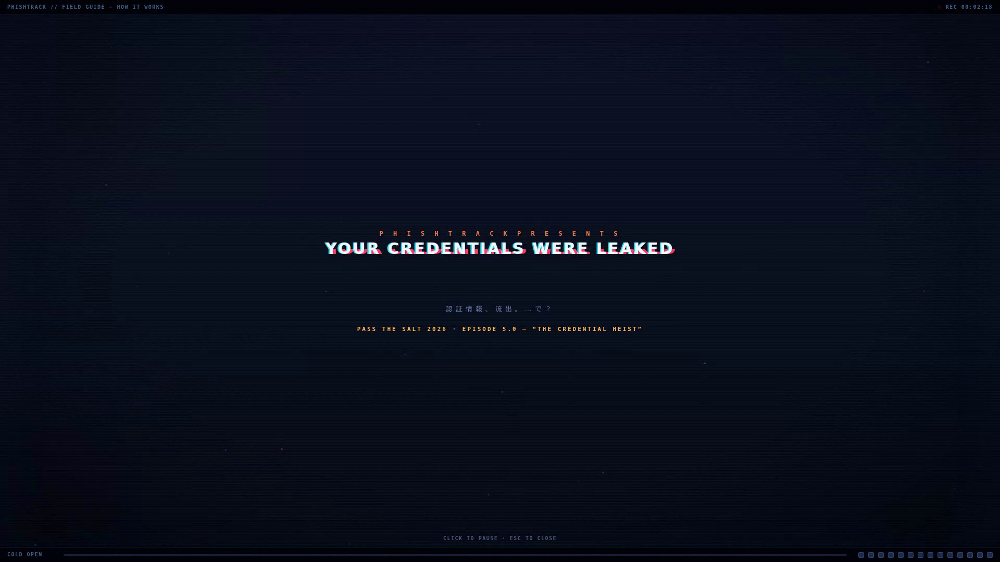 PHISHTRACK // FIELD GUIDE — HOW IT WORKS
REC 00:02:18
PHISHTRACK PRESENTS
YOUR CREDENTIALS WERE LEAKED
認証情報、流出。…で？
PASS THE SALT 2026 · EPISODE 5.0 — “THE CREDENTIAL HEIST”
CLICK TO PAUSE · ESC TO CLOSE
COLD OPEN